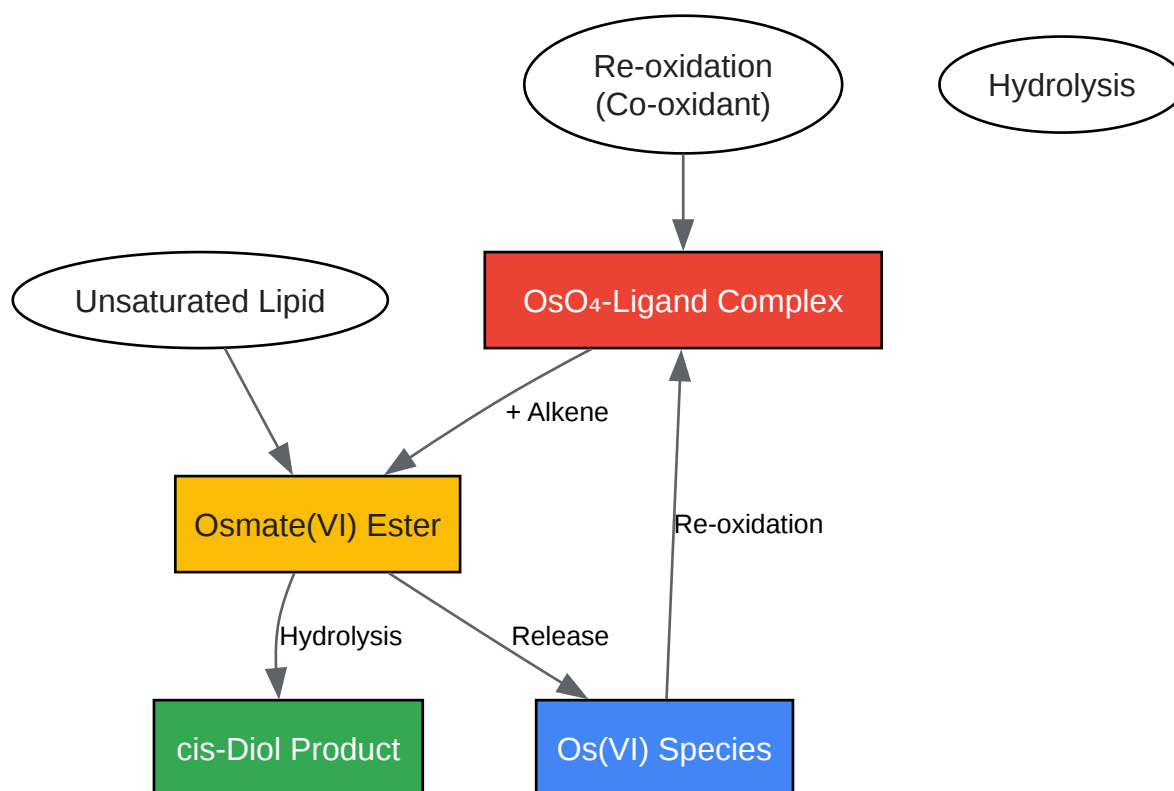 Re-oxidation
(Co-oxidant)
Hydrolysis
Unsaturated Lipid
OsO₄-Ligand Complex
+ Alkene
Osmate(VI) Ester
Re-oxidation
Hydrolysis
Release
cis-Diol Product
Os(VI) Species